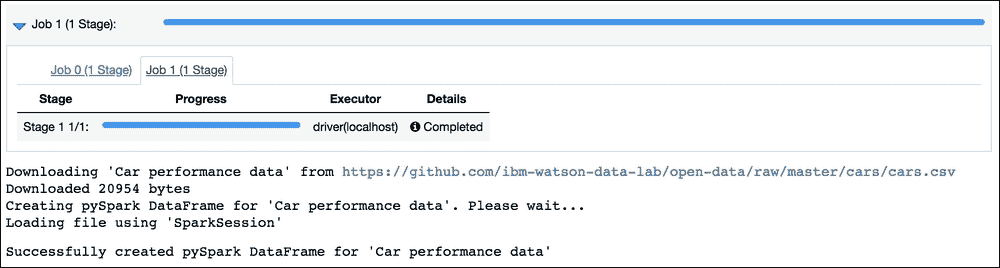 Job 1 (1 Stage):
Job 0 (1 Stage) Job 1 (1 Stage)
Stage Progress Executor Details
Stage 1 1/1: driver(localhost) Completed
Downloading 'Car performance data' from https://github.com/ibm-watson-data-lab/open-data/raw/master/cars/cars.csv
Downloaded 20954 bytes
Creating pySpark DataFrame for 'Car performance data'. Please wait...
Loading file using 'SparkSession'
Successfully created pySpark DataFrame for 'Car performance data'